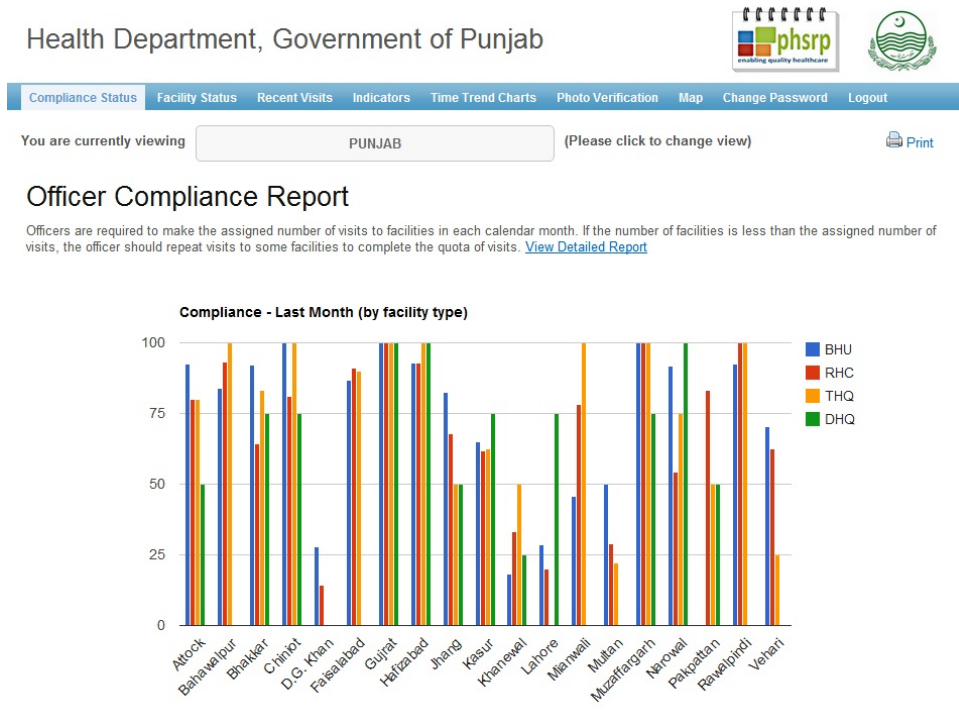 Health Department, Government of Punjab
phsrp
enabling quality healthcare
Compliance Status Facility Status Recent Visits Indicators Time Trend Charts Photo Verification Map Change Password Logout
You are currently viewing PUNJAB (Please click to change view) Print
Officer Compliance Report
Officers are required to make the assigned number of visits to facilities in each calendar month. If the number of facilities is less than the assigned number of
visits, the officer should repeat visits to some facilities to complete the quota of visits. View Detailed Report
Compliance - Last Month (by facility type)
100
75
50
25
0
BHU
RHC
THQ
DHQ
Attock
Bahawalpur
Bhakkar
Chiniot
D.G. Khan
Faisalabad
Gujrat
Hafizabad
Jhang
Kasur
Khanewal
Lahore
Mianwali
Multan
Muzaffargarh
Narowal
Pakpattan
Rawalpindi
Vehari